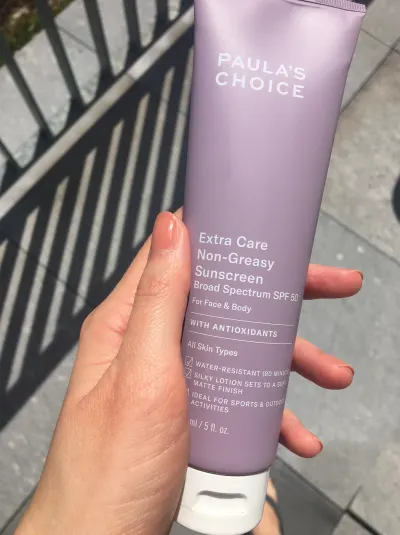 PAULA'S
CHOICE
Extra Care
Non-Greasy
Sunscreen
Broad Spectrum SPF 50
For Face & Body
WITH ANTIOXIDANTS
All Skin Types
WATER-RESISTANT (80
SILKY LOTION SETS TO A
MATTE FINISH
IDEAL FOR SPORTS &
ACTIVITIES
ml / 5 fl. oz.